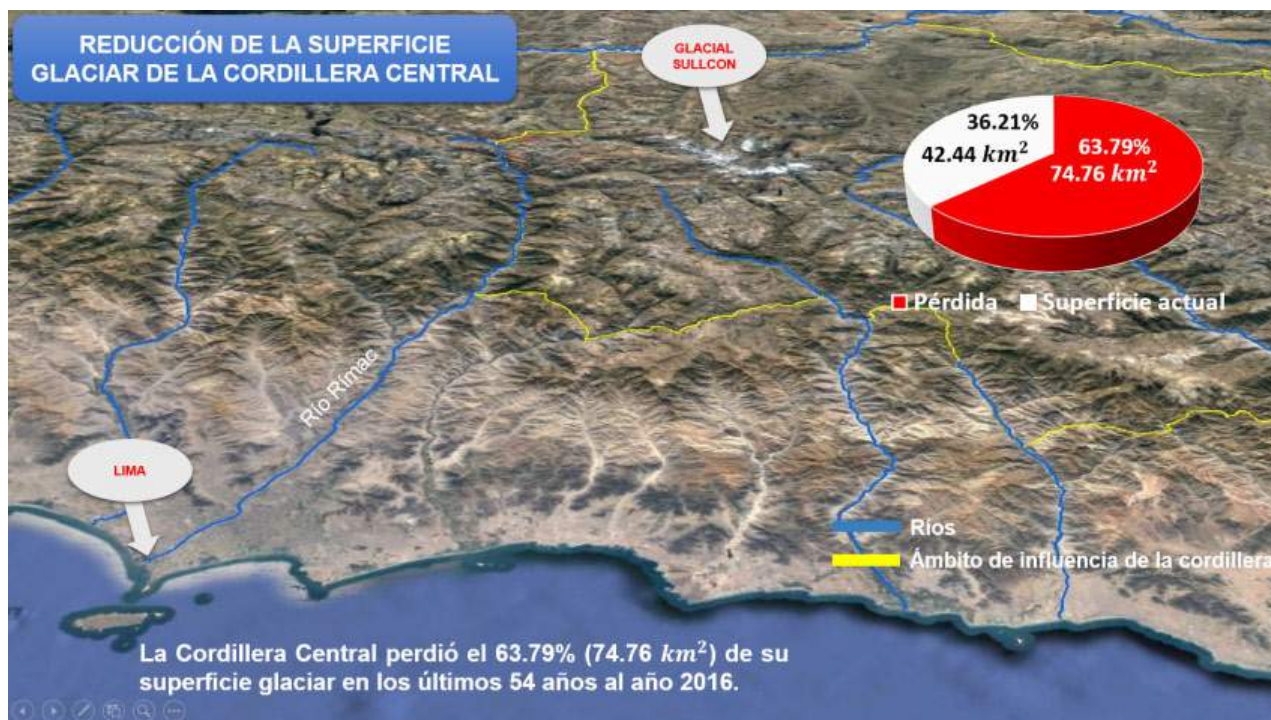 REDUCCIÓN DE LA SUPERFICIE
GLACIAR DE LA CORDILLERA CENTRAL
GLACIAL
SULLCON
36.21%
42.44 km²
63.79%
74.76 km²
Pérdida
Superficie actual
Río Rímac
LIMA
Ríos
Ámbito de influencia de la cordillera
La Cordillera Central perdió el 63.79% (74.76 km²) de su
superficie glaciar en los últimos 54 años al año 2016.